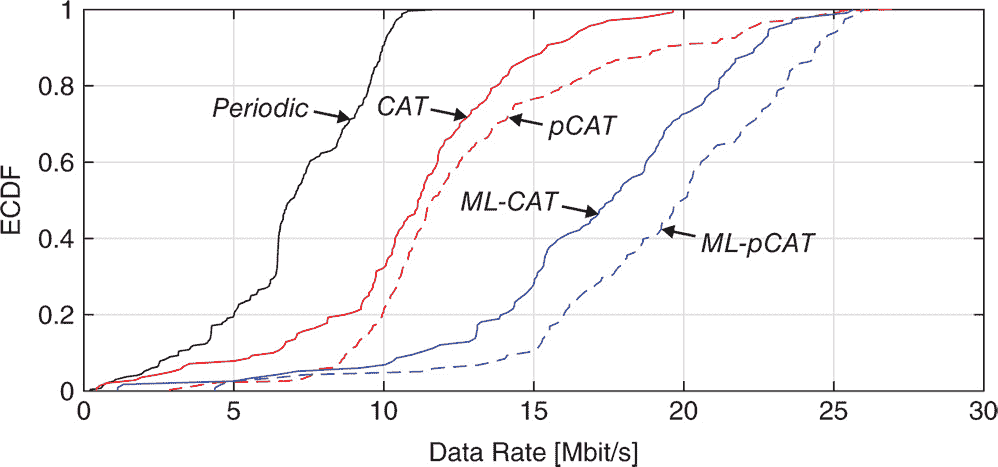 1
0.8
0.6
0.4
0.2
0
ECDF
Periodic
CAT
pCAT
ML-CAT
ML-pCAT
0 5 10 15 20 25 30
Data Rate [Mbit/s]